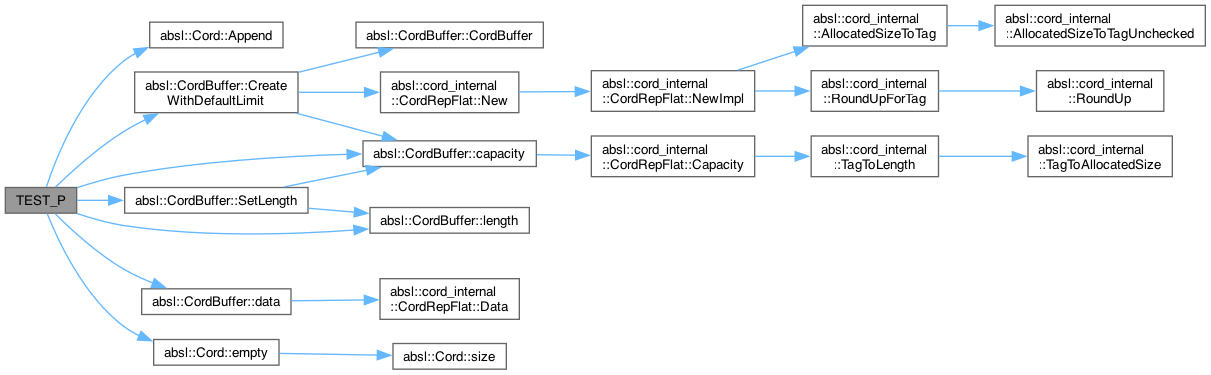 TEST_P
absl::Cord::Append
absl::CordBuffer::Create
WithDefaultLimit
absl::CordBuffer::SetLength
absl::CordBuffer::data
absl::Cord::empty
absl::CordBuffer::CordBuffer
absl::cord_internal
::CordRepFlat::New
absl::CordBuffer::capacity
absl::CordBuffer::length
absl::cord_internal
::CordRepFlat::Data
absl::Cord::size
absl::cord_internal
::CordRepFlat::NewImpl
absl::cord_internal
::CordRepFlat::Capacity
absl::cord_internal
::AllocatedSizeToTag
absl::cord_internal
::RoundUpForTag
absl::cord_internal
::TagToLength
absl::cord_internal
::AllocatedSizeToTagUnchecked
absl::cord_internal
::RoundUp
absl::cord_internal
::TagToAllocatedSize